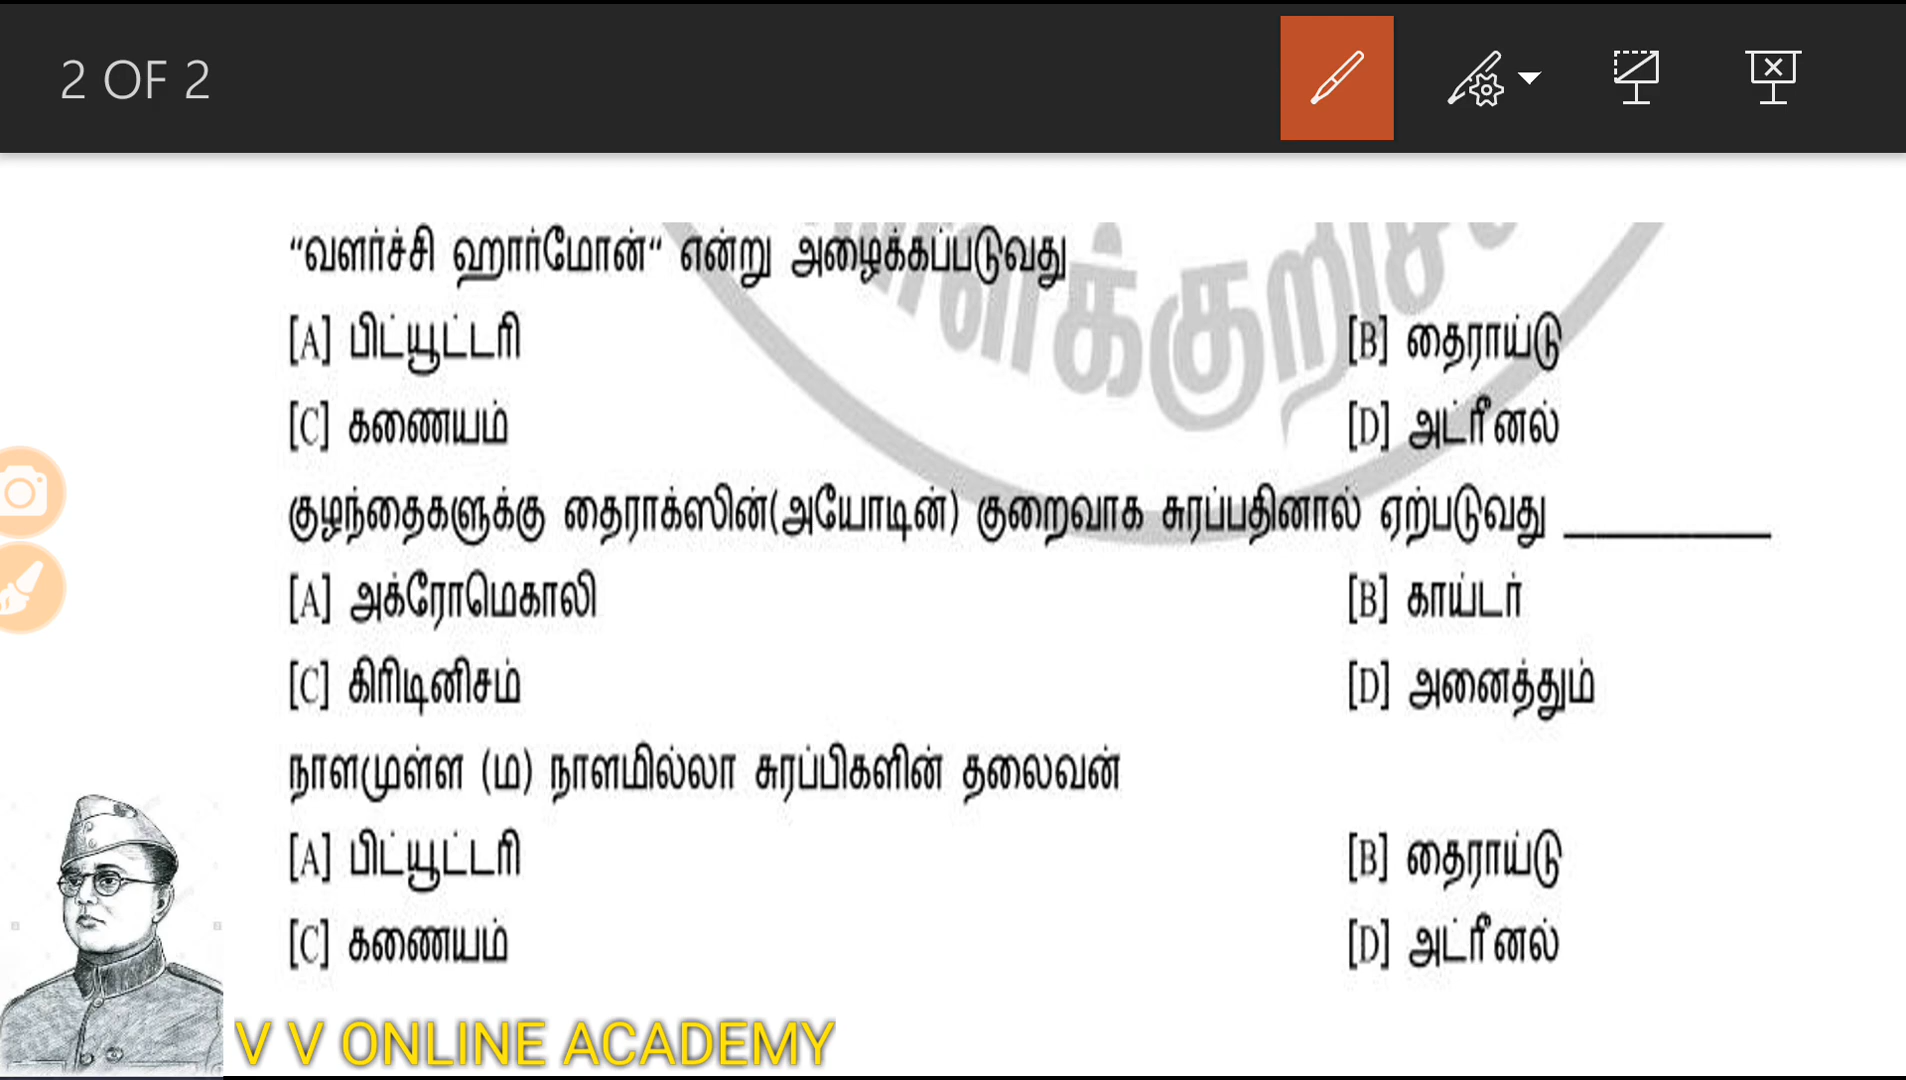 2 OF 2
“வளர்ச்சி ஹார்மோன்“ என்று அழைக்கப்படுவது
[A] பிட்யூட்டரி [B] தைராய்டு
[C] கணையம் [D] அட்ரீனல்
குழந்தைகளுக்கு தைராக்ஸின்(அயோடின்) குறைவாக சுரப்பதினால் ஏற்படுவது __________
[A] அக்ரோமெகாலி [B] காய்டர்
[C] கிரிடினிசம் [D] அனைத்தும்
நாளமுள்ள (ம) நாளமில்லா சுரப்பிகளின் தலைவன்
[A] பிட்யூட்டரி [B] தைராய்டு
[C] கணையம் [D] அட்ரீனல்
V V ONLINE ACADEMY